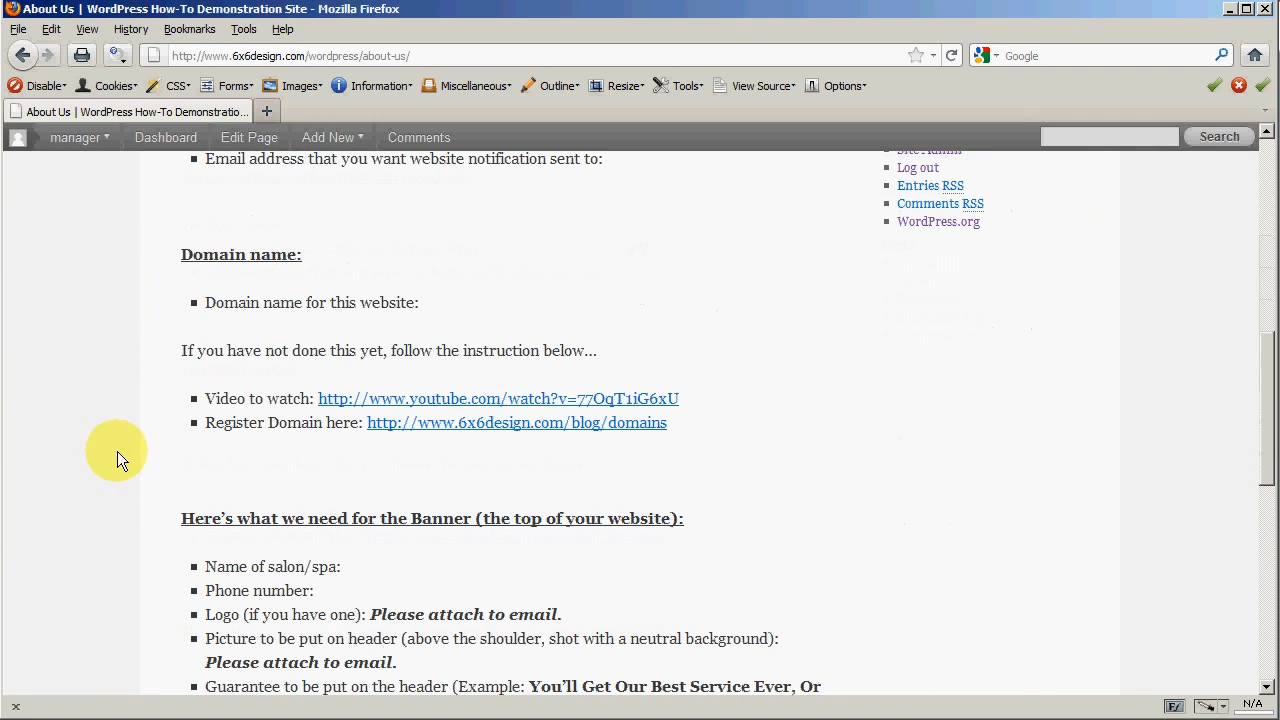 About Us | WordPress How-To Demonstration Site - Mozilla Firefox
File Edit View History Bookmarks Tools Help
http://www.6x6design.com/wordpress/about-us/
Google
Disable▾ Cookies▾ CSS▾ Forms▾ Images▾ Information▾ Miscellaneous▾ Outline▾ Resize▾ Tools▾ View Source▾ Options▾
About Us | WordPress How-To Demonstratio...
manager Dashboard Edit Page Add New Comments Search
Email address that you want website notification sent to:
Site Admin
Log out
Entries RSS
Comments RSS
WordPress.org
Domain name:
Domain name for this website:
If you have not done this yet, follow the instruction below…
Video to watch: http://www.youtube.com/watch?v=77OqT1iG6xU
Register Domain here: http://www.6x6design.com/blog/domains
Here’s what we need for the Banner (the top of your website):
Name of salon/spa:
Phone number:
Logo (if you have one): Please attach to email.
Picture to be put on header (above the shoulder, shot with a neutral background):
Please attach to email.
Guarantee to be put on the header (Example: You’ll Get Our Best Service Ever, Or
N/A